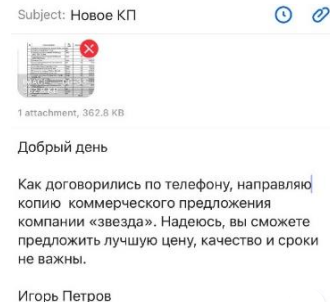 Subject: Новое КП
1 attachment, 362.8 KB
Добрый день
Как договорились по телефону, направляю
копию коммерческого предложения
компании «звезда». Надеюсь, вы сможете
предложить лучшую цену, качество и сроки
не важны.
Игорь Петров